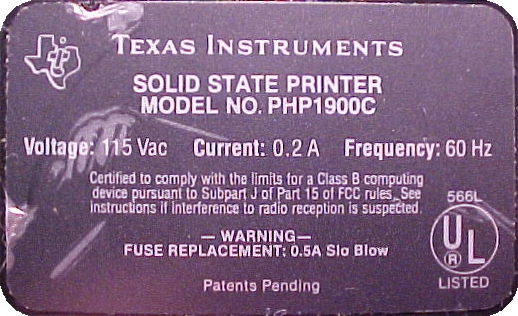 TEXAS INSTRUMENTS
SOLID STATE PRINTER
MODEL NO. PHP1900C
Voltage: 115 Vac Current: 0.2 A Frequency: 60 Hz
Certified to comply with the limits for a Class B computing
device pursuant to Subpart J of Part 15 of FCC rules. See
instructions if interference to radio reception is suspected.
566L
— WARNING —
FUSE REPLACEMENT: 0.5A Slo Blow
UL
®
LISTED
Patents Pending